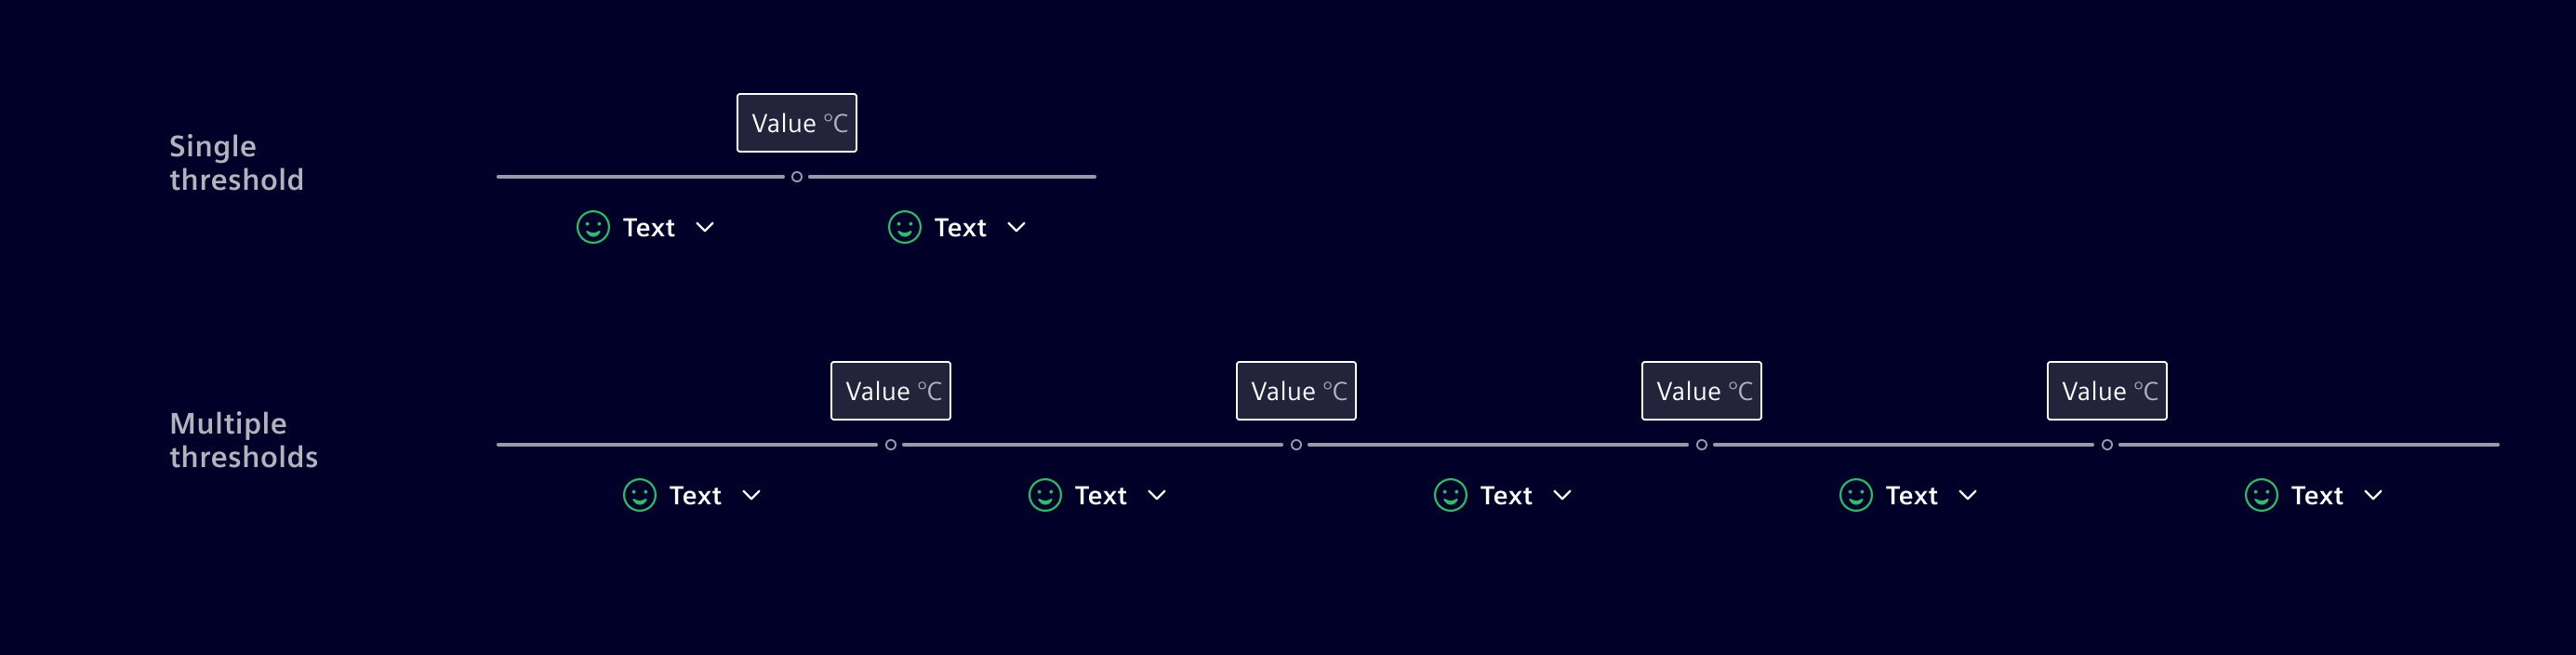 Single
threshold
Value °C
Text
Text
Multiple
thresholds
Value °C
Value °C
Value °C
Value °C
Text
Text
Text
Text
Text